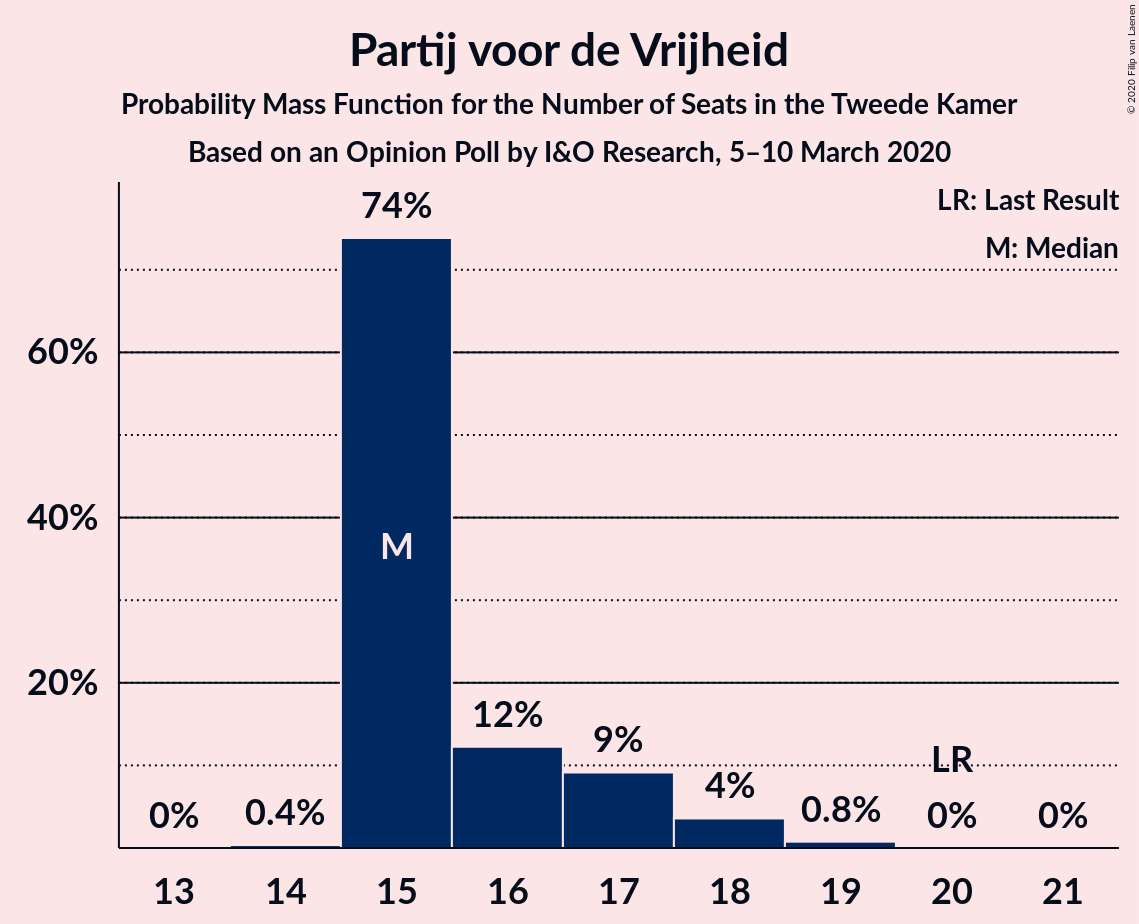 Partij voor de Vrijheid
Probability Mass Function for the Number of Seats in the Tweede Kamer
Based on an Opinion Poll by I&O Research, 5–10 March 2020
© 2020 Filip van Laenen
LR: Last Result
M: Median
74%
60%
40%
M
20%
12%
9%
LR
4%
0%
0.4%
0.8%
0%
0%
13 14 15 16 17 18 19 20 21